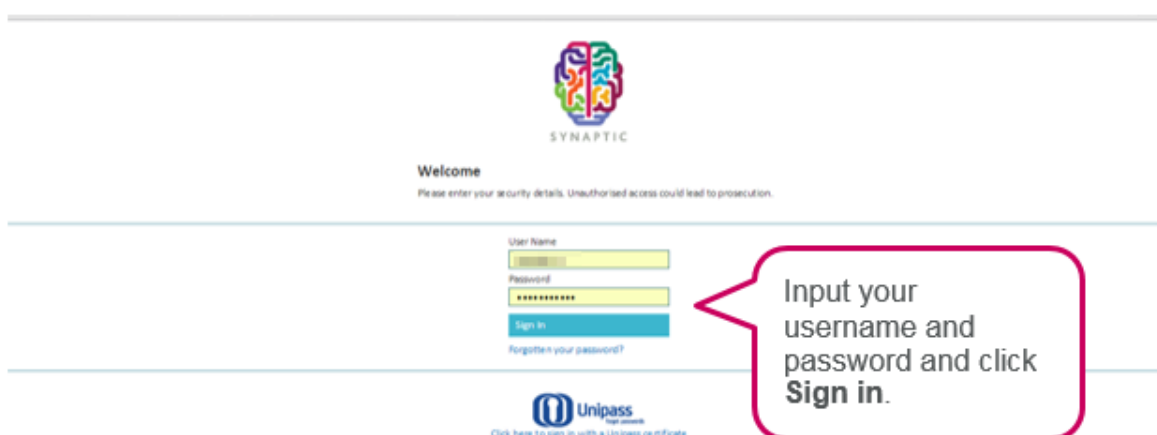 SYNAPTIC
Welcome
Please enter your security details. Unauthorised access could lead to prosecution.
User Name
Password
Sign In
Forgotten your password?
Input your
username and
password and click
Sign in.
Unipass
Click here to sign in with a Unipass certificate